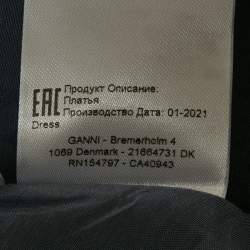 Продукт Описание:
Платья
EAC Производство Дата: 01-2021
Dress
GANNI - Bremerholm 4
1069 Denmark - 21664731 DK
RN154797 - CA40943